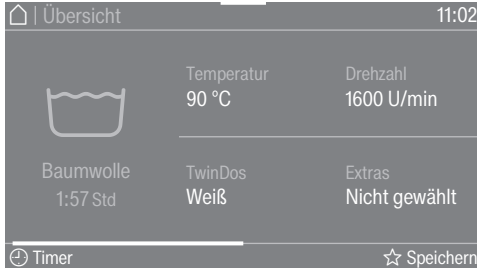 Übersicht 11:02
Temperatur Drehzahl
90 °C 1600 U/min
Baumwolle
1:57 Std
TwinDos Extras
Weiß Nicht gewählt
Timer Speichern